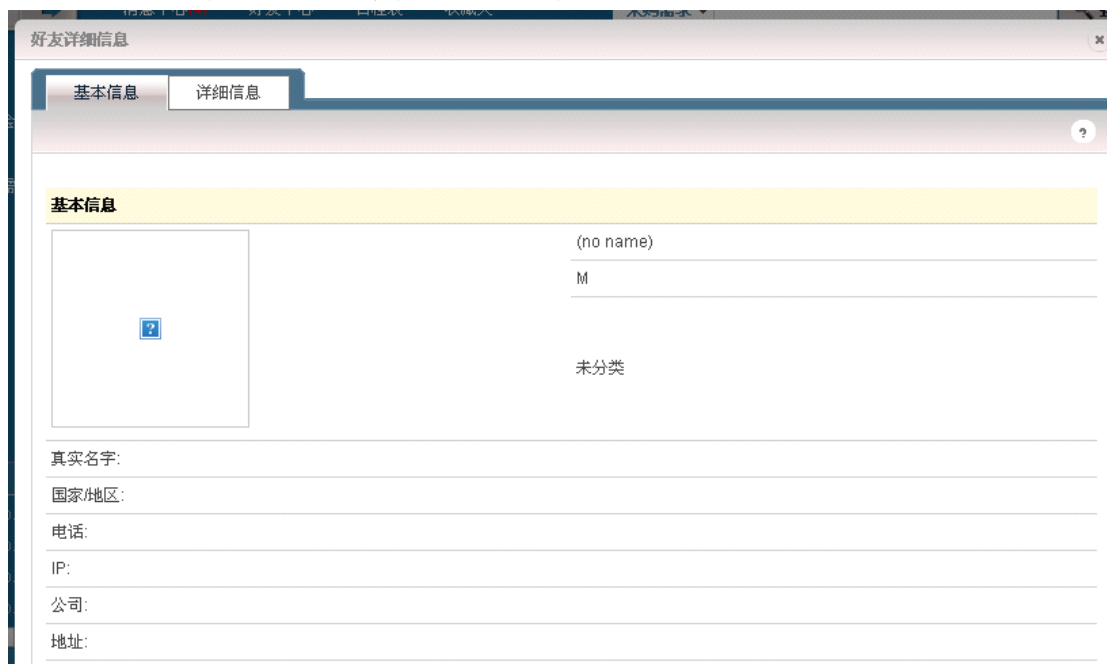 好友详细信息
基本信息 详细信息
基本信息
(no name)
M
未分类
真实名字:
国家/地区:
电话:
IP:
公司:
地址: